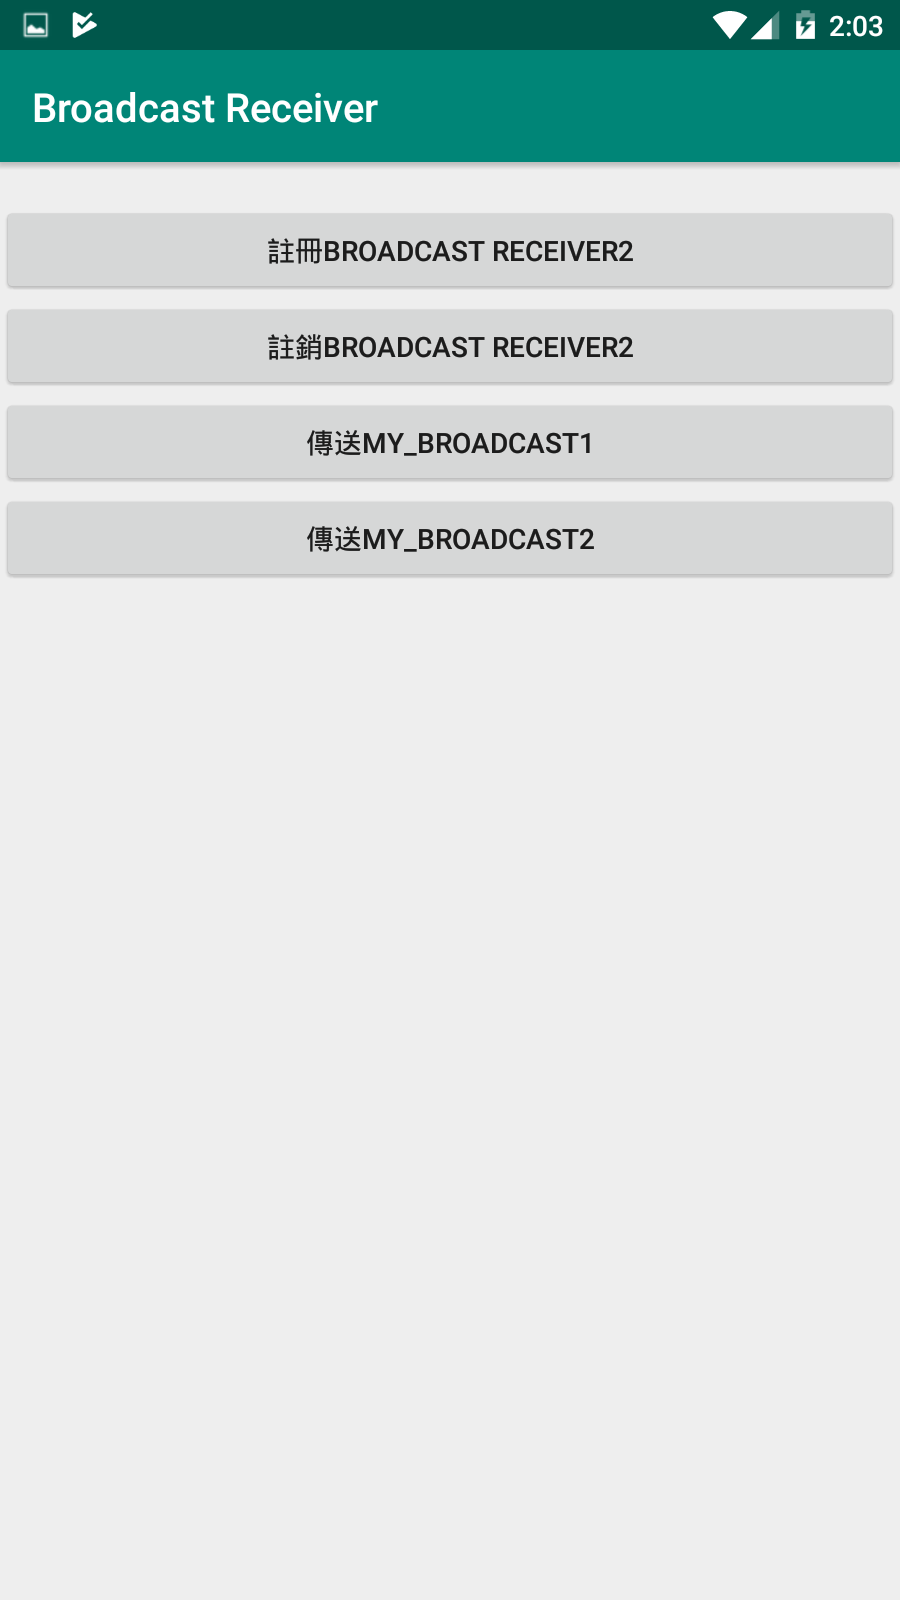 2:03
Broadcast Receiver
註冊BROADCAST RECEIVER2
註銷BROADCAST RECEIVER2
傳送MY_BROADCAST1
傳送MY_BROADCAST2